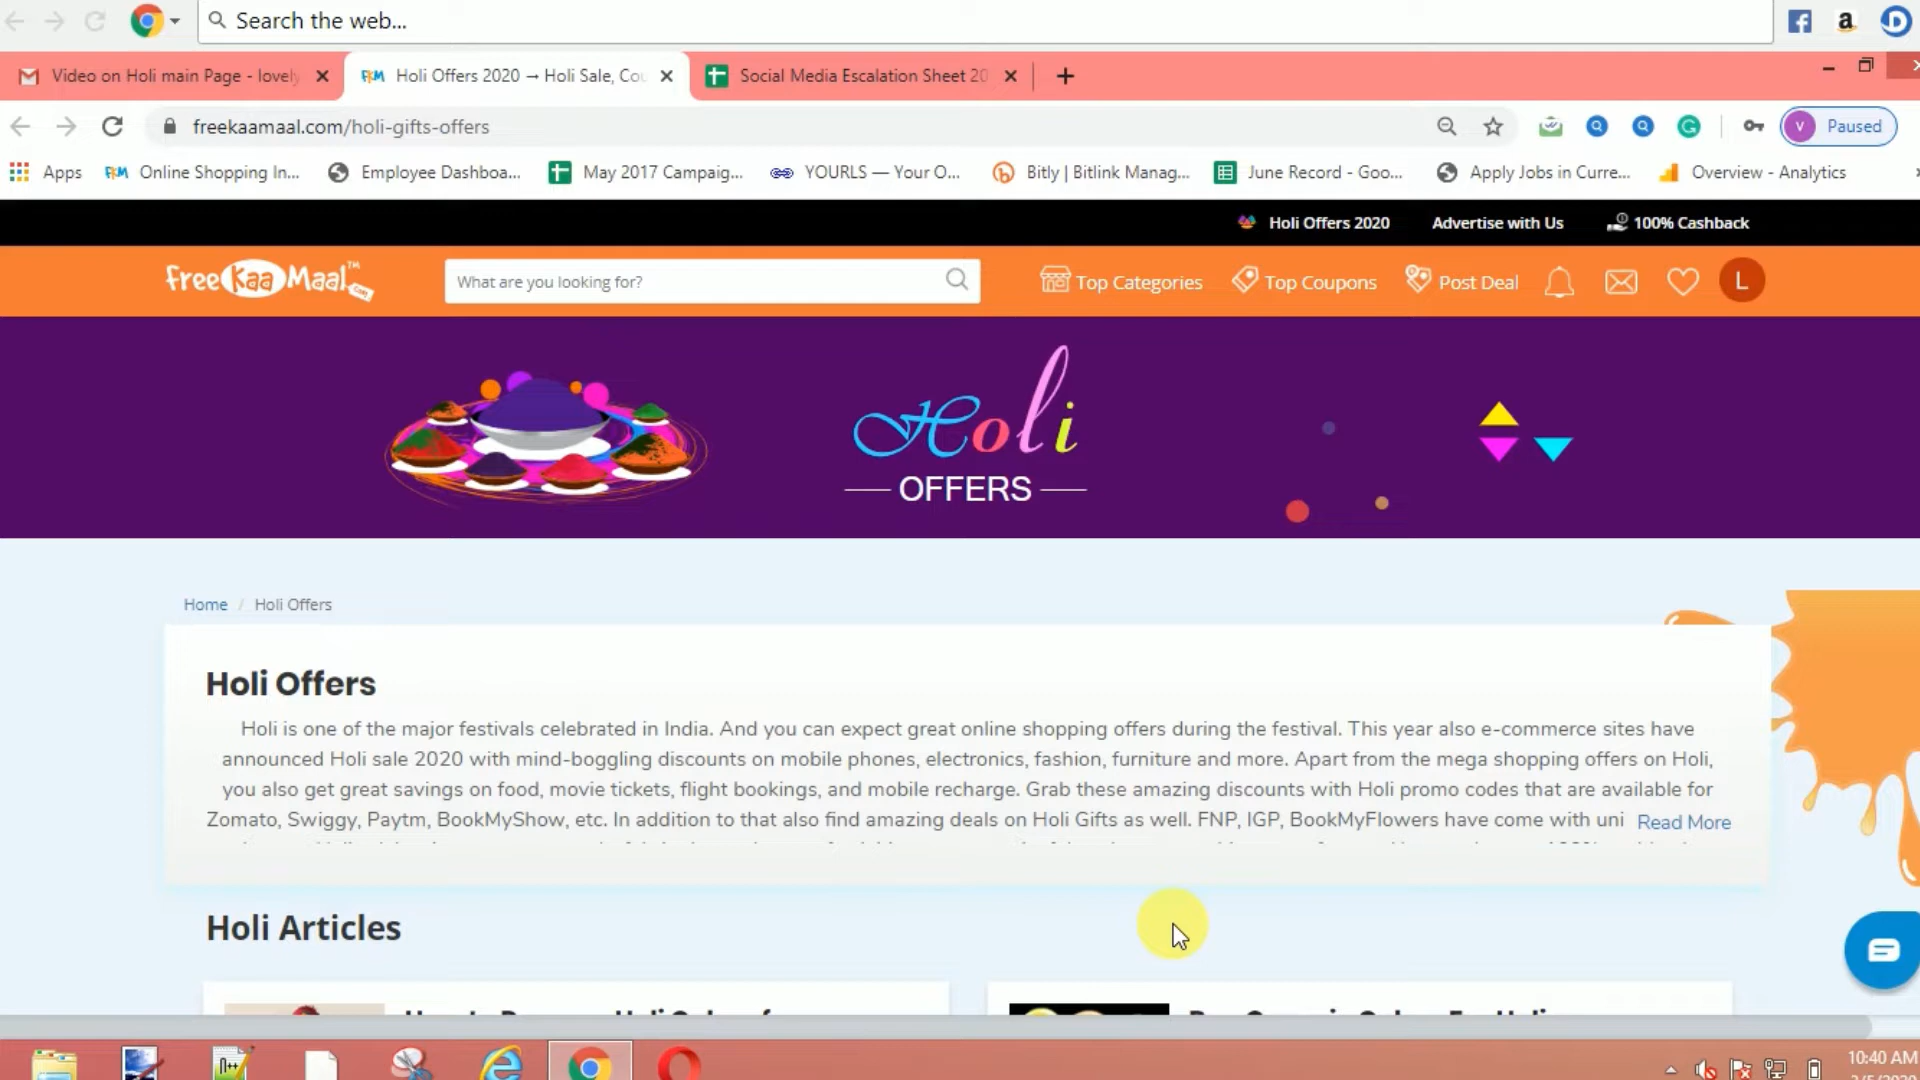 Search the web...
Video on Holi main Page - lovely
Holi Offers 2020 → Holi Sale, Cou
Social Media Escalation Sheet 20
freekaamaal.com/holi-gifts-offers
V Paused
Apps
FKM Online Shopping In...
Employee Dashboa...
May 2017 Campaig...
YOURLS — Your O...
Bitly | Bitlink Manag...
June Record - Goo...
Apply Jobs in Curre...
Overview - Analytics
Holi Offers 2020
Advertise with Us
100% Cashback
free Kaa Maal™ .com
What are you looking for?
Top Categories
Top Coupons
Post Deal
L
Holi
OFFERS
Home / Holi Offers
Holi Offers
Holi is one of the major festivals celebrated in India. And you can expect great online shopping offers during the festival. This year also e-commerce sites have
announced Holi sale 2020 with mind-boggling discounts on mobile phones, electronics, fashion, furniture and more. Apart from the mega shopping offers on Holi,
you also get great savings on food, movie tickets, flight bookings, and mobile recharge. Grab these amazing discounts with Holi promo codes that are available for
Zomato, Swiggy, Paytm, BookMyShow, etc. In addition to that also find amazing deals on Holi Gifts as well. FNP, IGP, BookMyFlowers have come with uni Read More
Holi Articles
10:40 AM